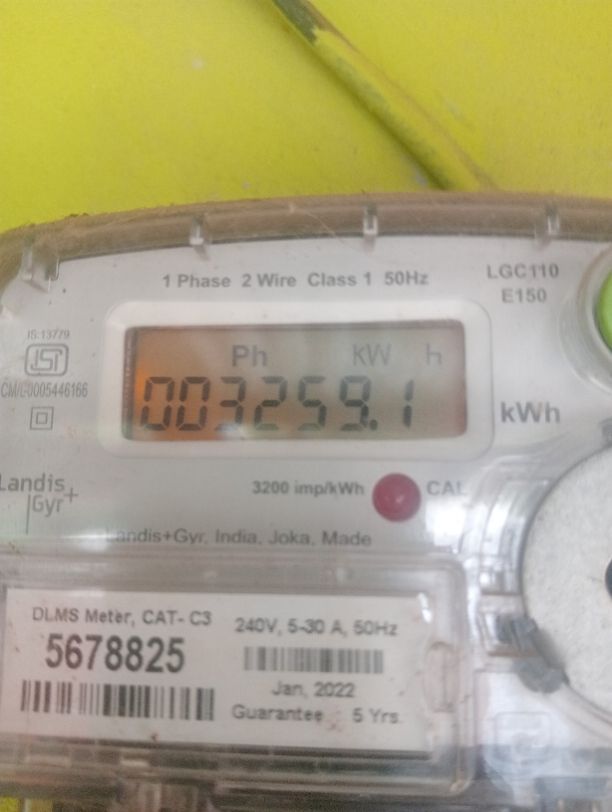 1 Phase 2 Wire Class 1 50Hz
LGC110
E150
IS:13779
ISI
CM/L-0005446166
Ph kW h
003259.1
kWh
Landis
Gyr+
3200 imp/kWh
CAL
Landis+Gyr, India, Joka, Made
DLMS Meter, CAT- C3
5678825
240V, 5-30 A, 50Hz
Jan, 2022
Guarantee : 5 Yrs.